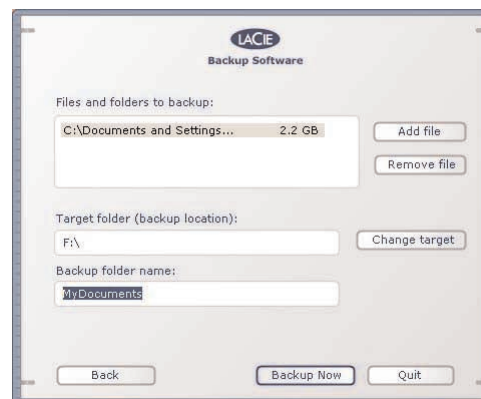 LACIE
Backup Software
Files and folders to backup:
C:\Documents and Settings... 2.2 GB
Add file
Remove file
Target folder (backup location):
F:\
Change target
Backup folder name:
MyDocuments
Back
Backup Now
Quit